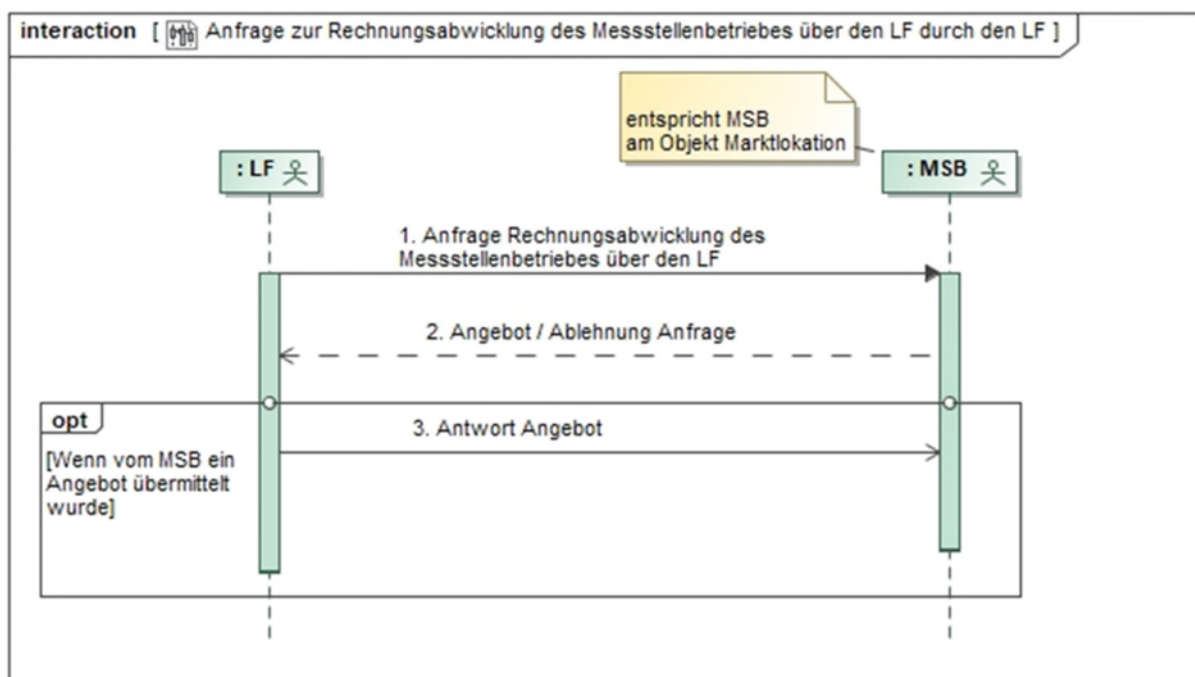 interaction [ Anfrage zur Rechnungsabwicklung des Messstellenbetriebes über den LF durch den LF ]
entspricht MSB
am Objekt Marktlokation
: LF
: MSB
1. Anfrage Rechnungsabwicklung des
Messstellenbetriebes über den LF
2. Angebot / Ablehnung Anfrage
opt
3. Antwort Angebot
[Wenn vom MSB ein
Angebot übermittelt
wurde]